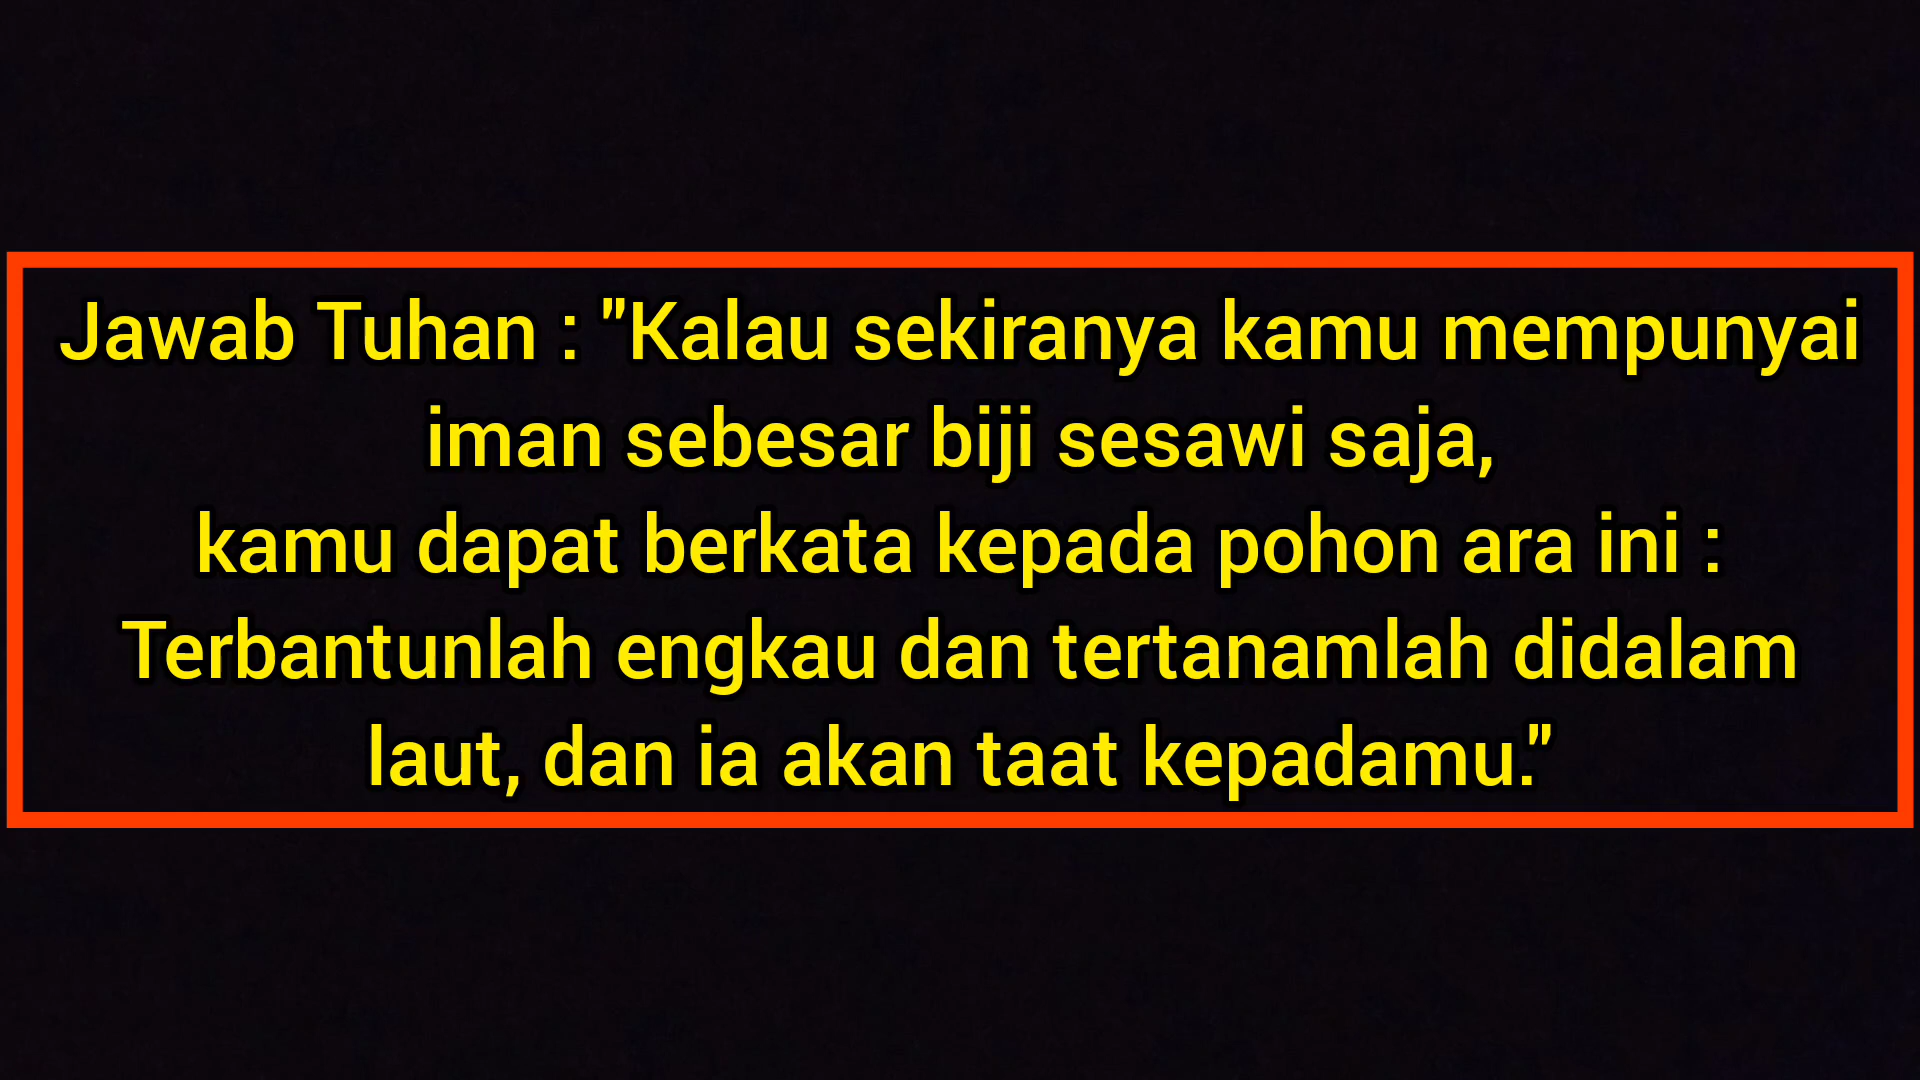 Jawab Tuhan : "Kalau sekiranya kamu mempunyai
iman sebesar biji sesawi saja,
kamu dapat berkata kepada pohon ara ini :
Terbantunlah engkau dan tertanamlah didalam
laut, dan ia akan taat kepadamu."